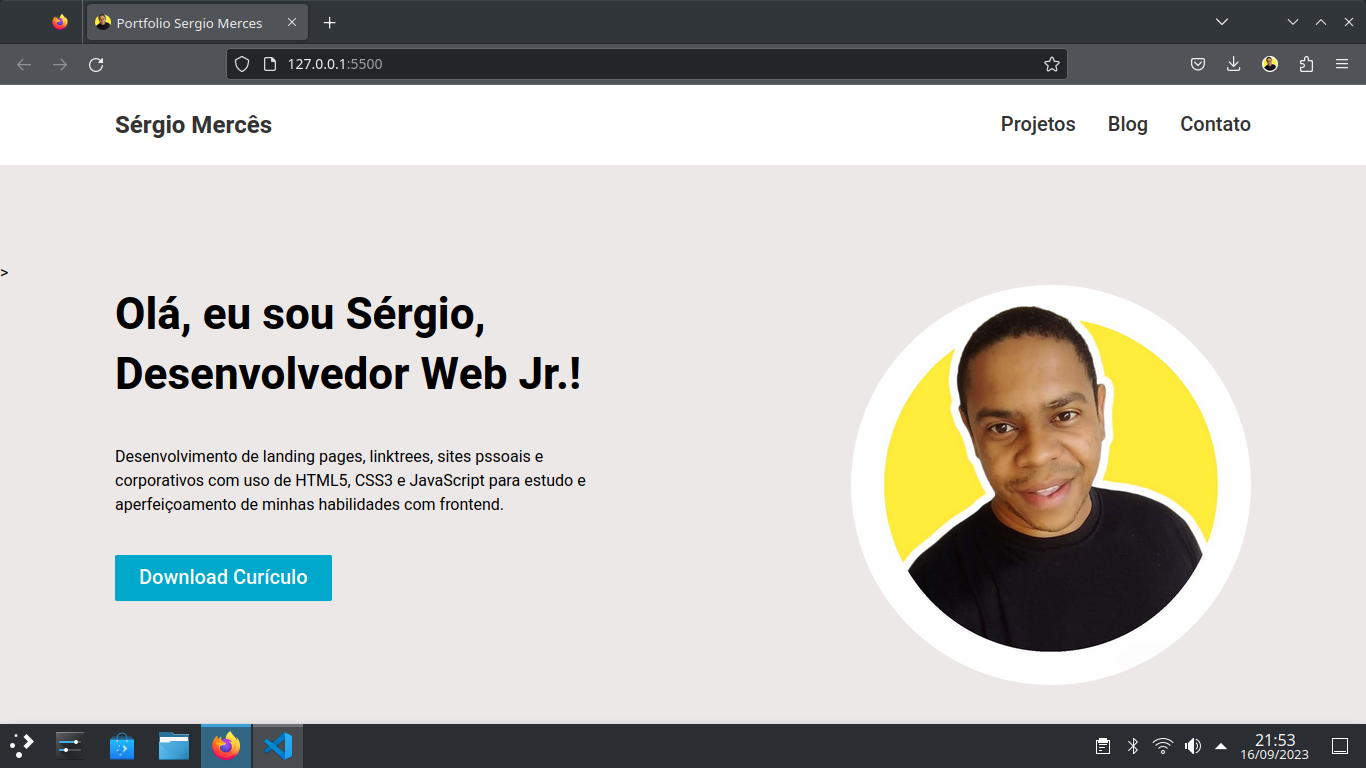 Portfolio Sergio Merces
127.0.0.1:5500
Sérgio Mercês
Projetos
Blog
Contato
>
Olá, eu sou Sérgio,
Desenvolvedor Web Jr.!
Desenvolvimento de landing pages, linktrees, sites pssoais e
corporativos com uso de HTML5, CSS3 e JavaScript para estudo e
aperfeiçoamento de minhas habilidades com frontend.
Download Curículo
21:53
16/09/2023